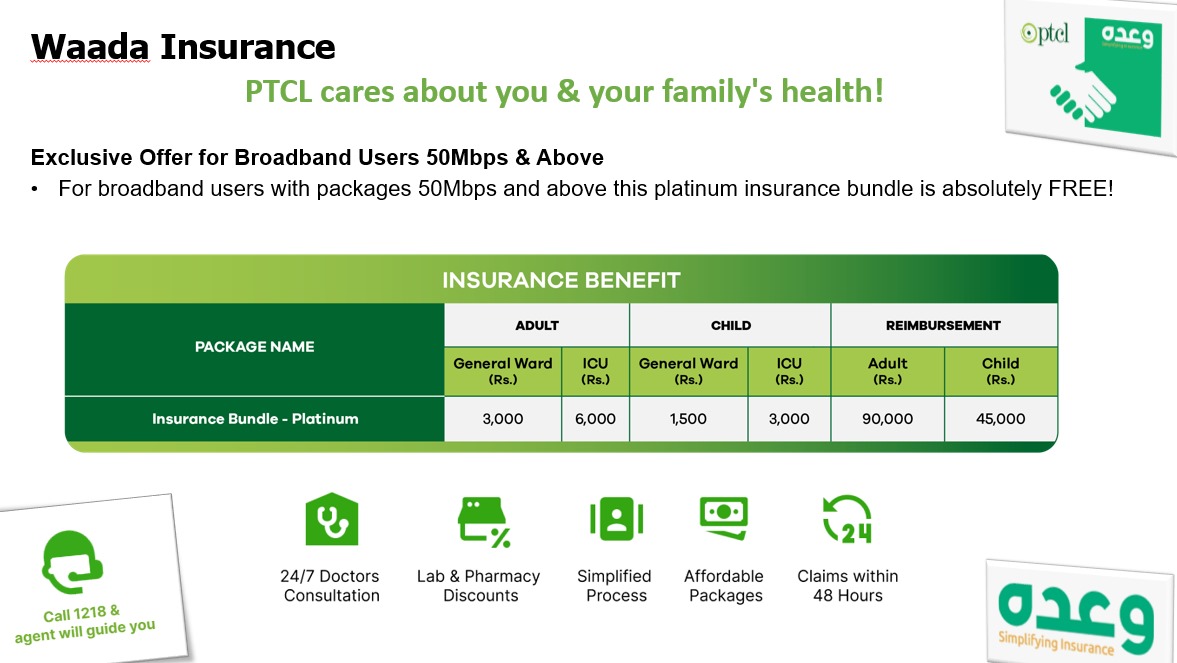 Waada Insurance
PTCL cares about you & your family's health!
ptcl
وعده
Simplifying Insurance
Exclusive Offer for Broadband Users 50Mbps & Above
• For broadband users with packages 50Mbps and above this platinum insurance bundle is absolutely FREE!
INSURANCE BENEFIT
PACKAGE NAME
ADULT CHILD REIMBURSEMENT
General Ward (Rs.) ICU (Rs.) General Ward (Rs.) ICU (Rs.) Adult (Rs.) Child (Rs.)
Insurance Bundle - Platinum 3,000 6,000 1,500 3,000 90,000 45,000
24
24/7 Doctors
Consultation
Lab & Pharmacy
Discounts
Simplified
Process
Affordable
Packages
Claims within
48 Hours
Call 1218 &
agent will guide you
وعده
Simplifying Insurance